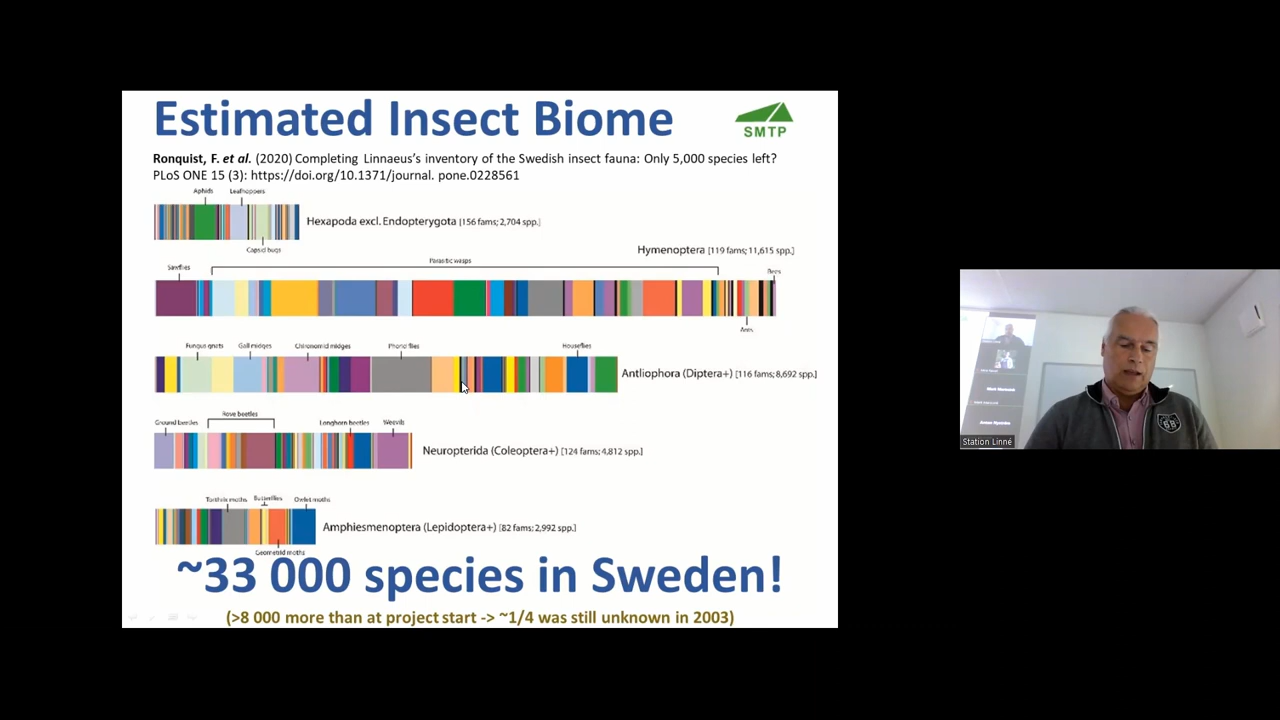 Estimated Insect Biome
SMTP
Ronquist, F. et al. (2020) Completing Linnaeus's inventory of the Swedish insect fauna: Only 5,000 species left?
PLoS ONE 15 (3): https://doi.org/10.1371/journal. pone.0228561
Aphids Leafhoppers
Hexapoda excl. Endopterygota [156 fams; 2,704 spp.]
Capsid bugs
Hymenoptera [119 fams; 11,615 spp.]
Parasitic wasps
Sawflies
Bees
Ants
Fungus gnats Gall midges Chironomid midges Phorid flies Houseflies
Antliophora (Diptera+) [116 fams; 8,692 spp.]
Rove beetles
Ground beetles Longhorn beetles Weevils
Neuropterida (Coleoptera+) [124 fams; 4,812 spp.]
Tortricix moths Butterflies Owlet moths
Amphiesmenoptera (Lepidoptera+) [82 fams; 2,992 spp.]
Geometrid moths
~33 000 species in Sweden!
(>8 000 more than at project start -> ~1/4 was still unknown in 2003)
Station Linné